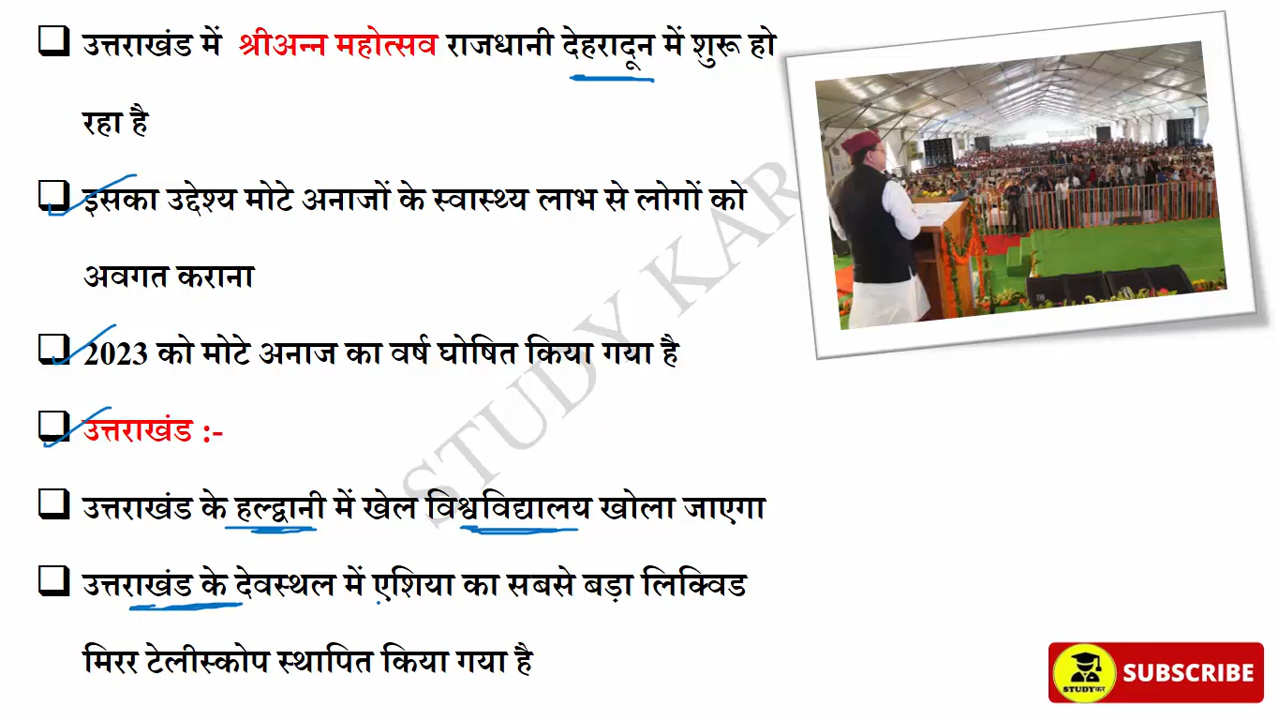 उत्तराखंड में श्रीअन्न महोत्सव राजधानी देहरादून में शुरू हो
रहा है
इसका उद्देश्य मोटे अनाजों के स्वास्थ्य लाभ से लोगों को
अवगत कराना
2023 को मोटे अनाज का वर्ष घोषित किया गया है
उत्तराखंड :-
उत्तराखंड के हल्द्वानी में खेल विश्वविद्यालय खोला जाएगा
उत्तराखंड के देवस्थल में एशिया का सबसे बड़ा लिक्विड
मिरर टेलीस्कोप स्थापित किया गया है
STUDY KAR
STUDYकर
SUBSCRIBE